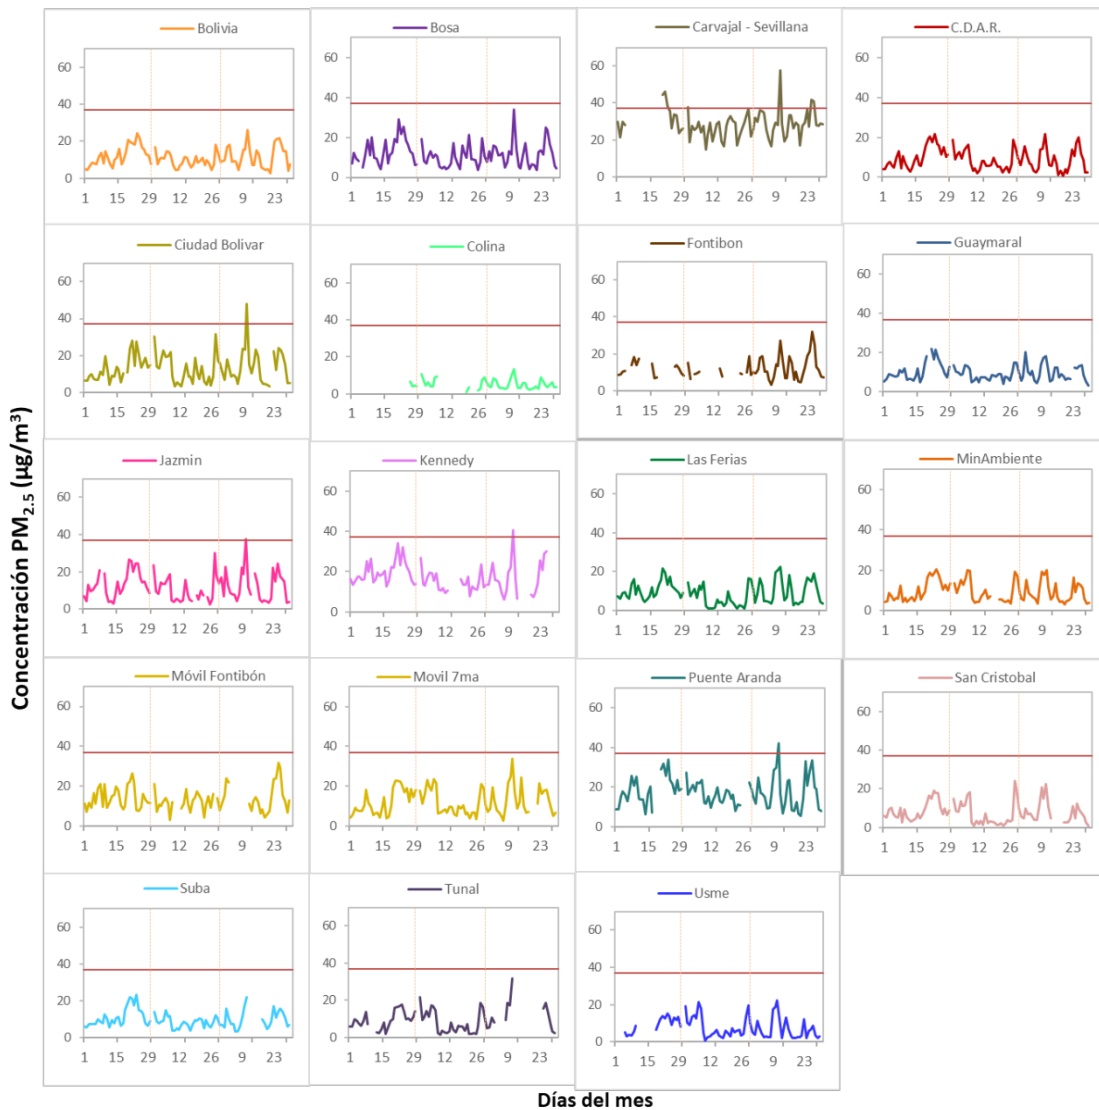 Bolivia
60
40
20
0
1 15 29 12 26 9 23
Bosa
60
40
20
0
1 15 29 12 26 9 23
Carvajal - Sevillana
60
40
20
0
1 15 29 12 26 9 23
C.D.A.R.
60
40
20
0
1 15 29 12 26 9 23
Ciudad Bolivar
60
40
20
0
1 15 29 12 26 9 23
Colina
60
40
20
0
1 15 29 12 26 9 23
Fontibon
60
40
20
0
1 15 29 12 26 9 23
Guaymaral
60
40
20
0
1 15 29 12 26 9 23
Concentración PM2.5 (µg/m³)
Jazmin
60
40
20
0
1 15 29 12 26 9 23
Kennedy
60
40
20
0
1 15 29 12 26 9 23
Las Ferias
60
40
20
0
1 15 29 12 26 9 23
MinAmbiente
60
40
20
0
1 15 29 12 26 9 23
Móvil Fontibón
60
40
20
0
1 15 29 12 26 9 23
Movil 7ma
60
40
20
0
1 15 29 12 26 9 23
Puente Aranda
60
40
20
0
1 15 29 12 26 9 23
San Cristobal
60
40
20
0
1 15 29 12 26 9 23
Suba
60
40
20
0
1 15 29 12 26 9 23
Tunal
60
40
20
0
1 15 29 12 26 9 23
Usme
60
40
20
0
1 15 29 12 26 9 23
Días del mes